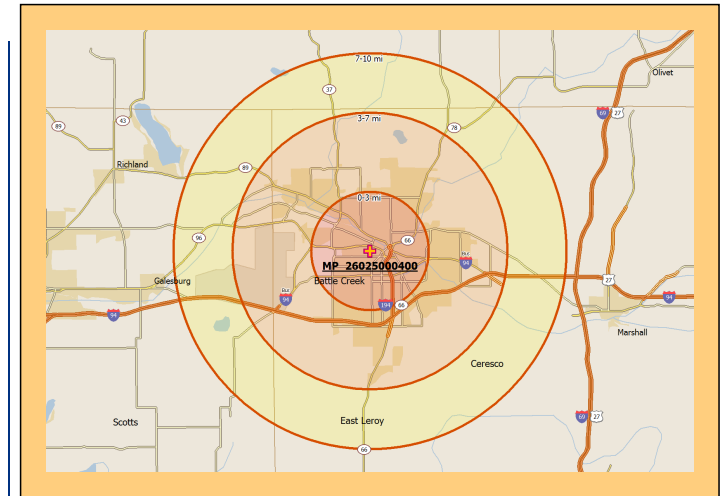 7-10 mi
Olivet
37
69 27
3-7 mi
43
89
78
Richland
89
0-3 mi
96
66
Bus
94
MP 26025000400
Galesburg
Battle Creek
27
Bus
94
94
194 66
94
Marshall
Ceresco
Scotts
East Leroy
69 27
66